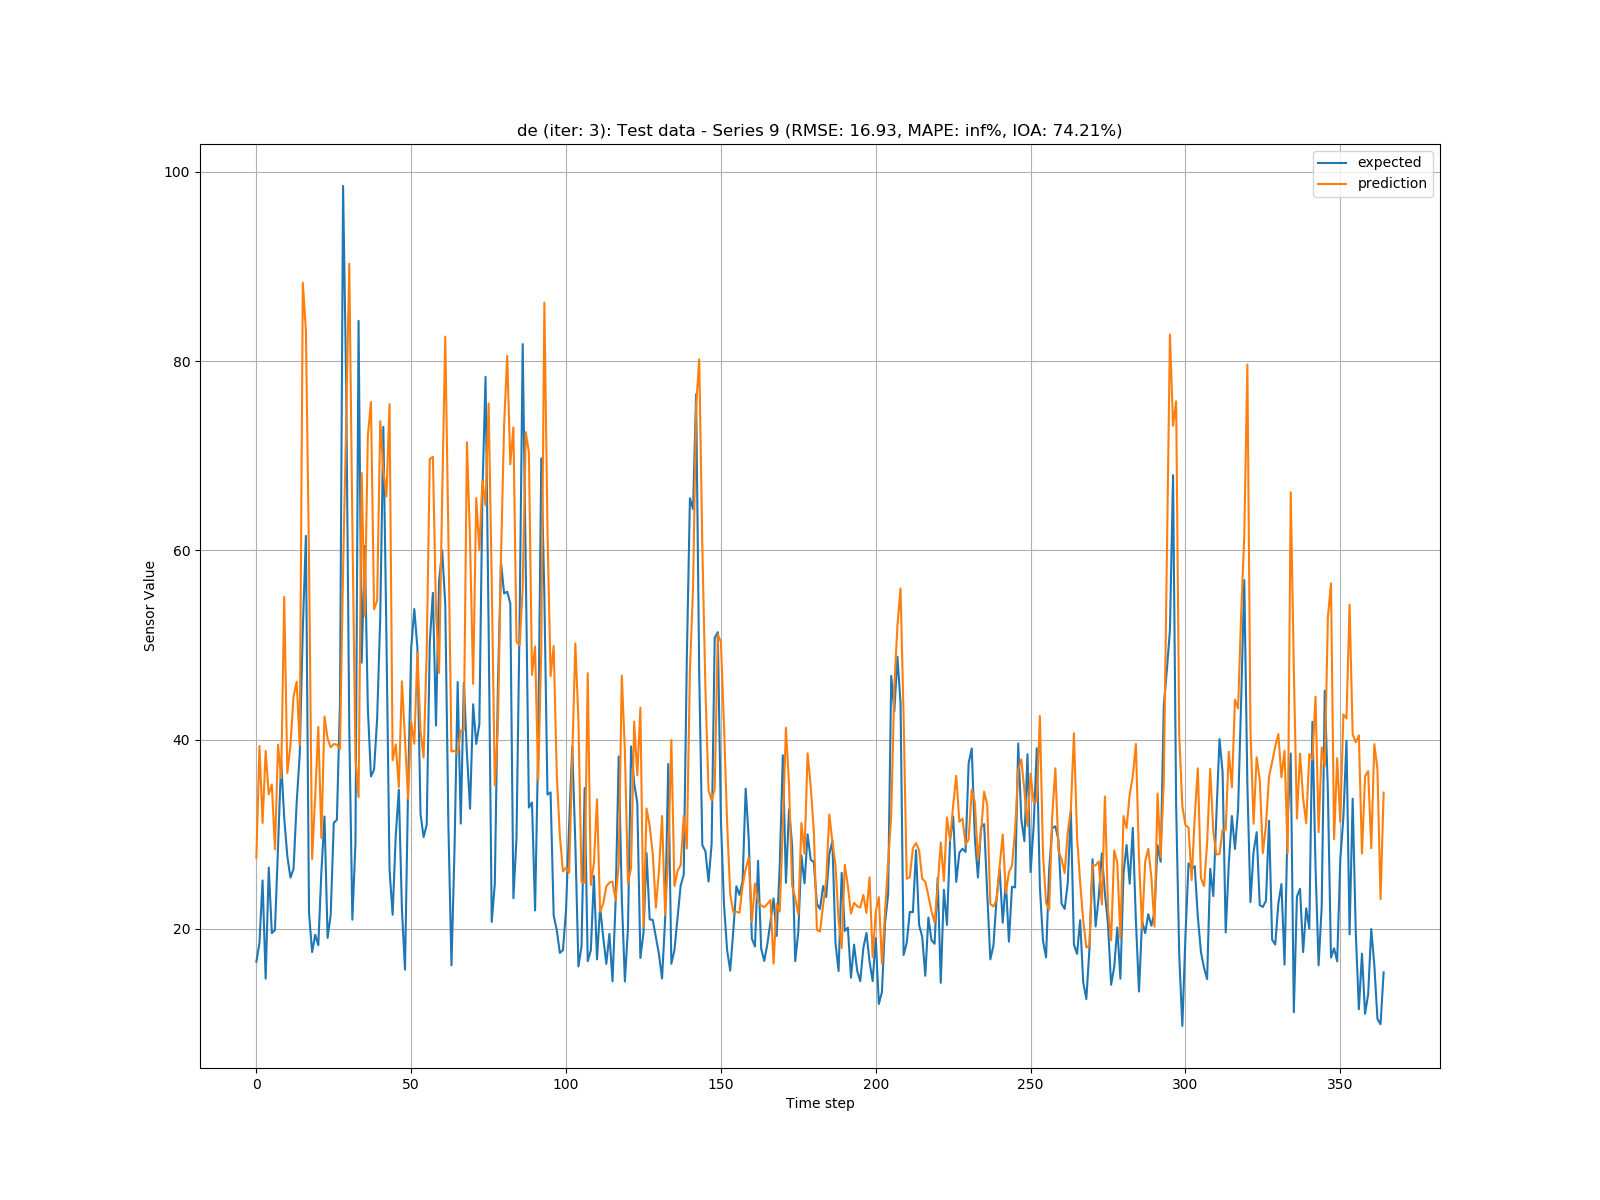 de (iter: 3): Test data - Series 9 (RMSE: 16.93, MAPE: inf%, IOA: 74.21%)
expected
prediction
100
80
60
40
20
Sensor Value
0 50 100 150 200 250 300 350
Time step